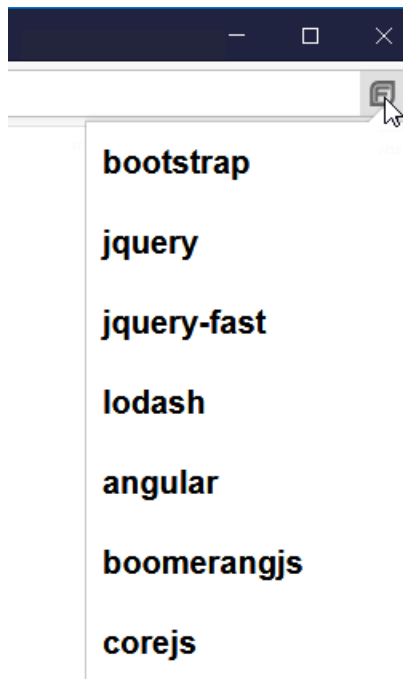 bootstrap
jquery
jquery-fast
lodash
angular
boomerangjs
corejs